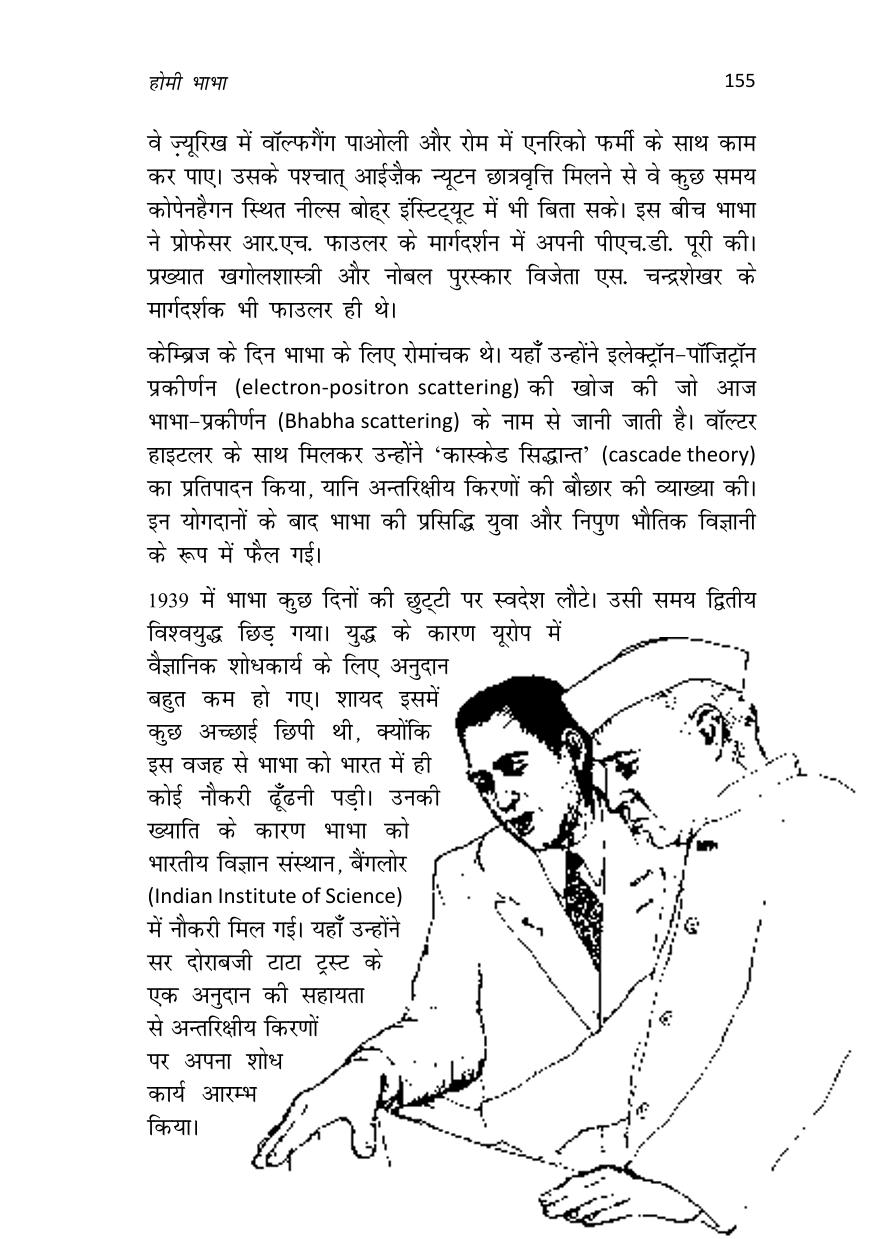 होमी भाभा 155
वे ज़्यूरिख में वॉल्फगैंग पाओली और रोम में एनरिको फर्मी के साथ काम
कर पाए। उसके पश्चात् आईज़ैक न्यूटन छात्रवृत्ति मिलने से वे कुछ समय
कोपेनहैगन स्थित नील्स बोह्‌र इंस्टिट्‌यूट में भी बिता सके। इस बीच भाभा
ने प्रोफेसर आर.एच. फाउलर के मार्गदर्शन में अपनी पीएच.डी. पूरी की।
प्रख्यात खगोलशास्त्री और नोबल पुरस्कार विजेता एस. चन्द्रशेखर के
मार्गदर्शक भी फाउलर ही थे।
केम्ब्रिज के दिन भाभा के लिए रोमांचक थे। यहाँ उन्होंने इलेक्ट्रॉन-पॉज़िट्रॉन
प्रकीर्णन (electron-positron scattering) की खोज की जो आज
भाभा-प्रकीर्णन (Bhabha scattering) के नाम से जानी जाती है। वॉल्टर
हाइटलर के साथ मिलकर उन्होंने ‘कास्केड सिद्धान्त’ (cascade theory)
का प्रतिपादन किया, यानि अन्तरिक्षीय किरणों की बौछार की व्याख्या की।
इन योगदानों के बाद भाभा की प्रसिद्धि युवा और निपुण भौतिक विज्ञानी
के रूप में फैल गई।
1939 में भाभा कुछ दिनों की छुट्‌टी पर स्वदेश लौटे। उसी समय द्वितीय
विश्वयुद्ध छिड़ गया। युद्ध के कारण यूरोप में
वैज्ञानिक शोधकार्य के लिए अनुदान
बहुत कम हो गए। शायद इसमें
कुछ अच्छाई छिपी थी, क्योंकि
इस वजह से भाभा को भारत में ही
कोई नौकरी ढूँढनी पड़ी। उनकी
ख्याति के कारण भाभा को
भारतीय विज्ञान संस्थान, बैंगलोर
(Indian Institute of Science)
में नौकरी मिल गई। यहाँ उन्होंने
सर दोराबजी टाटा ट्रस्ट के
एक अनुदान की सहायता
से अन्तरिक्षीय किरणों
पर अपना शोध
कार्य आरम्भ
किया।